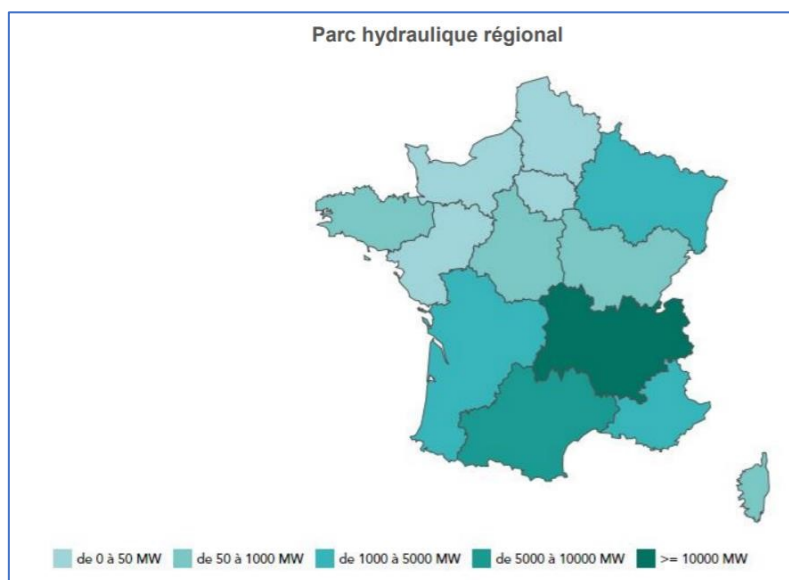 Parc hydraulique régional
de 0 à 50 MW de 50 à 1000 MW de 1000 à 5000 MW de 5000 à 10000 MW >= 10000 MW